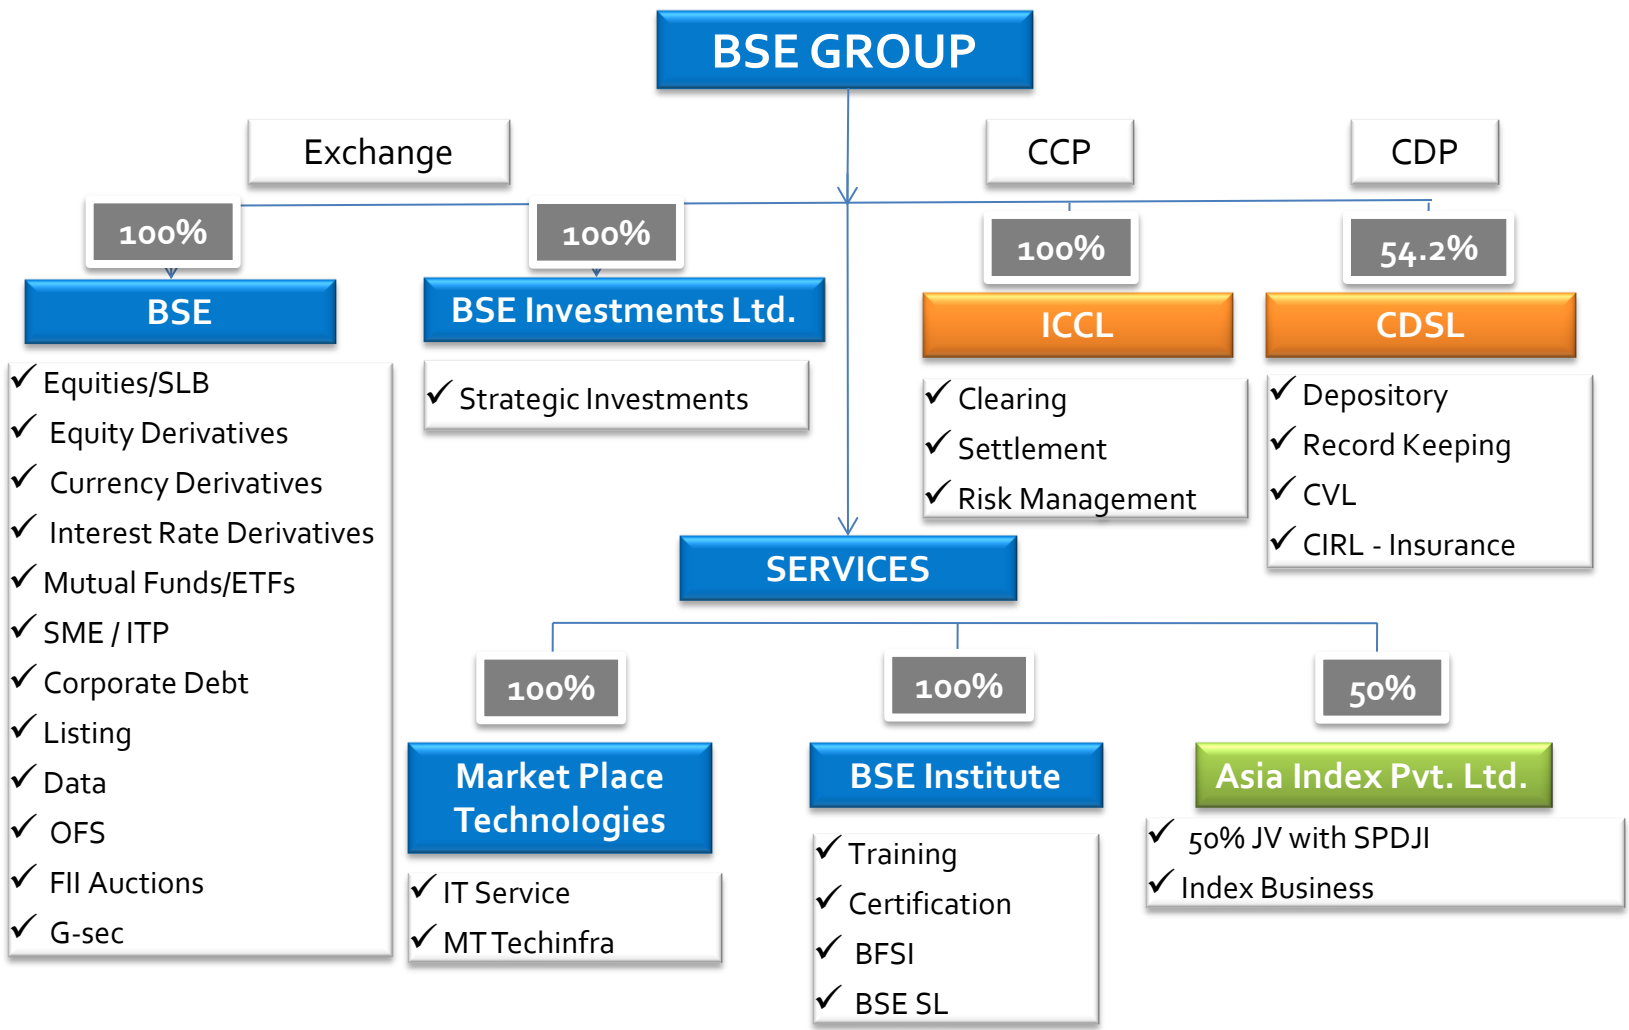 BSE GROUP
Exchange
CCP
CDP
100%
100%
100%
54.2%
BSE
BSE Investments Ltd.
ICCL
CDSL
✓ Equities/SLB
✓ Equity Derivatives
✓ Currency Derivatives
✓ Interest Rate Derivatives
✓ Mutual Funds/ETFs
✓ SME / ITP
✓ Corporate Debt
✓ Listing
✓ Data
✓ OFS
✓ FII Auctions
✓ G-sec
✓ Strategic Investments
✓ Clearing
✓ Settlement
✓ Risk Management
✓ Depository
✓ Record Keeping
✓ CVL
✓ CIRL - Insurance
SERVICES
100%
100%
50%
Market Place
Technologies
BSE Institute
Asia Index Pvt. Ltd.
✓ IT Service
✓ MT Techinfra
✓ Training
✓ Certification
✓ BFSI
✓ BSE SL
✓ 50% JV with SPDJI
✓ Index Business